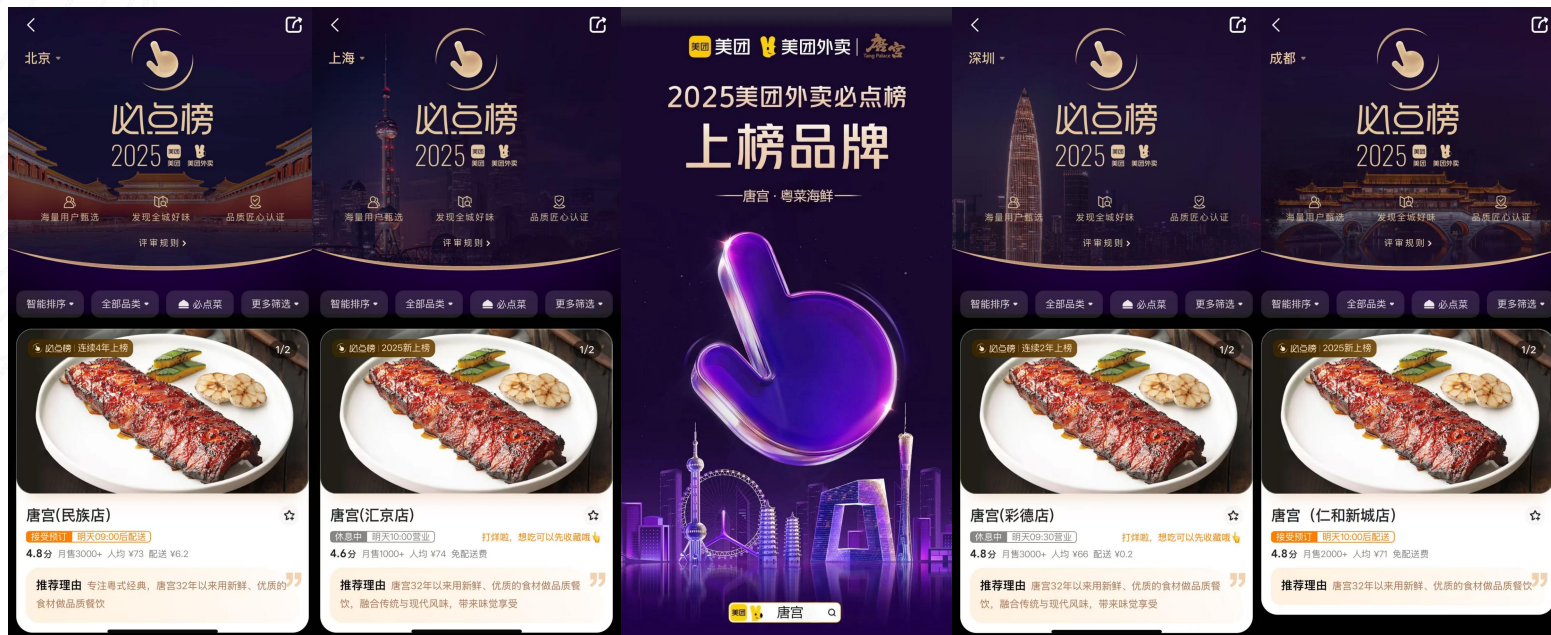 北京
必点榜
2025 美团 美团 美团外卖
海量用户甄选 发现全城好味 品质匠心认证
评审规则
智能排序 全部品类 必点菜 更多筛选
必点榜 连续4年上榜 1/2
唐宫(民族店)
接受预订 明天09:00后配送
4.8分 月售3000+ 人均 ¥73 配送 ¥6.2
推荐理由 专注粤式经典，唐宫32年以来用新鲜、优质的
食材做品质餐饮
上海
必点榜
2025 美团 美团 美团外卖
海量用户甄选 发现全城好味 品质匠心认证
评审规则
智能排序 全部品类 必点菜 更多筛选
必点榜 2025新上榜 1/2
唐宫(汇京店)
休息中 明天10:00营业 打烊啦，想吃可以先收藏哦
4.6分 月售1000+ 人均 ¥74 免配送费
推荐理由 唐宫32年以来用新鲜、优质的食材做品质餐
饮，融合传统与现代风味，带来味觉享受
美团 美团 美团外卖 唐宫 Tang Palace
2025美团外卖必点榜
上榜品牌
唐宫·粤菜海鲜
美团 唐宫
深圳
必点榜
2025 美团 美团 美团外卖
海量用户甄选 发现全城好味 品质匠心认证
评审规则
智能排序 全部品类 必点菜 更多筛选
必点榜 连续2年上榜 1/2
唐宫(彩德店)
休息中 明天09:30营业 打烊啦，想吃可以先收藏哦
4.8分 月售3000+ 人均 ¥66 配送 ¥0.2
推荐理由 唐宫32年以来用新鲜、优质的食材做品质餐
饮，融合传统与现代风味，带来味觉享受
成都
必点榜
2025 美团 美团 美团外卖
海量用户甄选 发现全城好味 品质匠心认证
评审规则
智能排序 全部品类 必点菜 更多筛选
必点榜 2025新上榜 1/2
唐宫（仁和新城店）
接受预订 明天10:00后配送
4.8分 月售2000+ 人均 ¥71 免配送费
推荐理由 唐宫32年以来用新鲜、优质的食材做品质餐饮